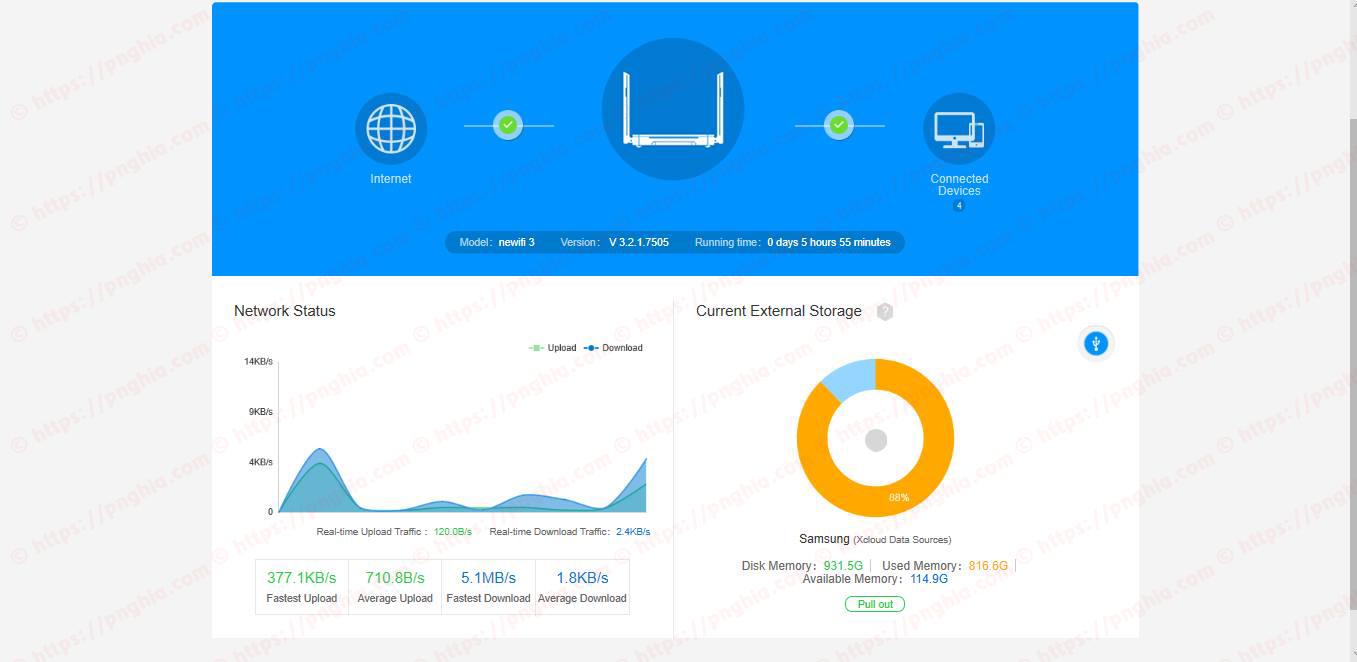 Internet
Connected
Devices
4
Model: newifi 3 Version: V 3.2.1.7505 Running time: 0 days 5 hours 55 minutes
Network Status
Upload Download
14KB/s
9KB/s
4KB/s
0
Real-time Upload Traffic : 120.0B/s Real-time Download Traffic: 2.4KB/s
377.1KB/s 710.8B/s 5.1MB/s 1.8KB/s
Fastest Upload Average Upload Fastest Download Average Download
Current External Storage ?
88%
Samsung (Xcloud Data Sources)
Disk Memory: 931.5G Used Memory: 816.6G
Available Memory: 114.9G
Pull out
© https://pnghia.com